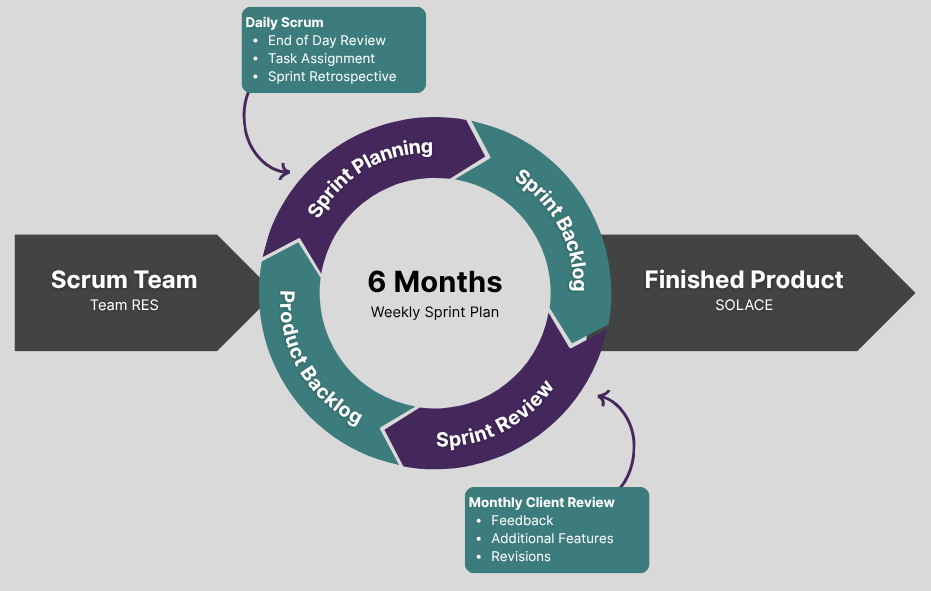 Daily Scrum
• End of Day Review
• Task Assignment
• Sprint Retrospective
Sprint Planning
Sprint Backlog
Scrum Team
Team RES
6 Months
Weekly Sprint Plan
Finished Product
SOLACE
Product Backlog
Sprint Review
Monthly Client Review
• Feedback
• Additional Features
• Revisions